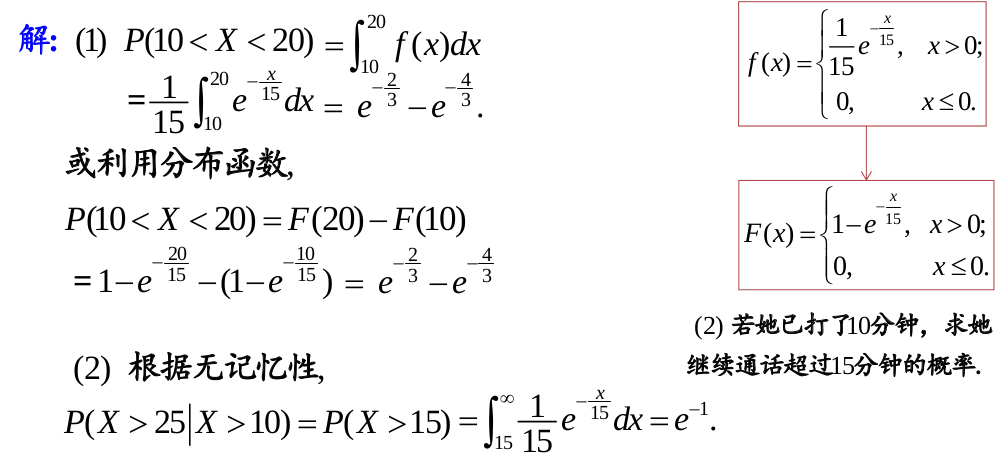 解: (1) P(10 < X < 20) = ∫₁₀²⁰ f(x)dx
= 1/15 ∫₁₀²⁰ e^(−x/15) dx = e^(−2/3) − e^(−4/3).
或利用分布函数,
P(10 < X < 20) = F(20) − F(10)
= 1 − e^(−20/15) − (1 − e^(−10/15)) = e^(−2/3) − e^(−4/3)
(2) 根据无记忆性,
P(X > 25 | X > 10) = P(X > 15) = ∫₁₅^∞ 1/15 e^(−x/15) dx = e⁻¹.
f(x) = { 1/15 e^(−x/15), x > 0;
0, x ≤ 0.
F(x) = { 1 − e^(−x/15), x > 0;
0, x ≤ 0.
(2) 若她已打了10分钟，求她
继续通话超过15分钟的概率.